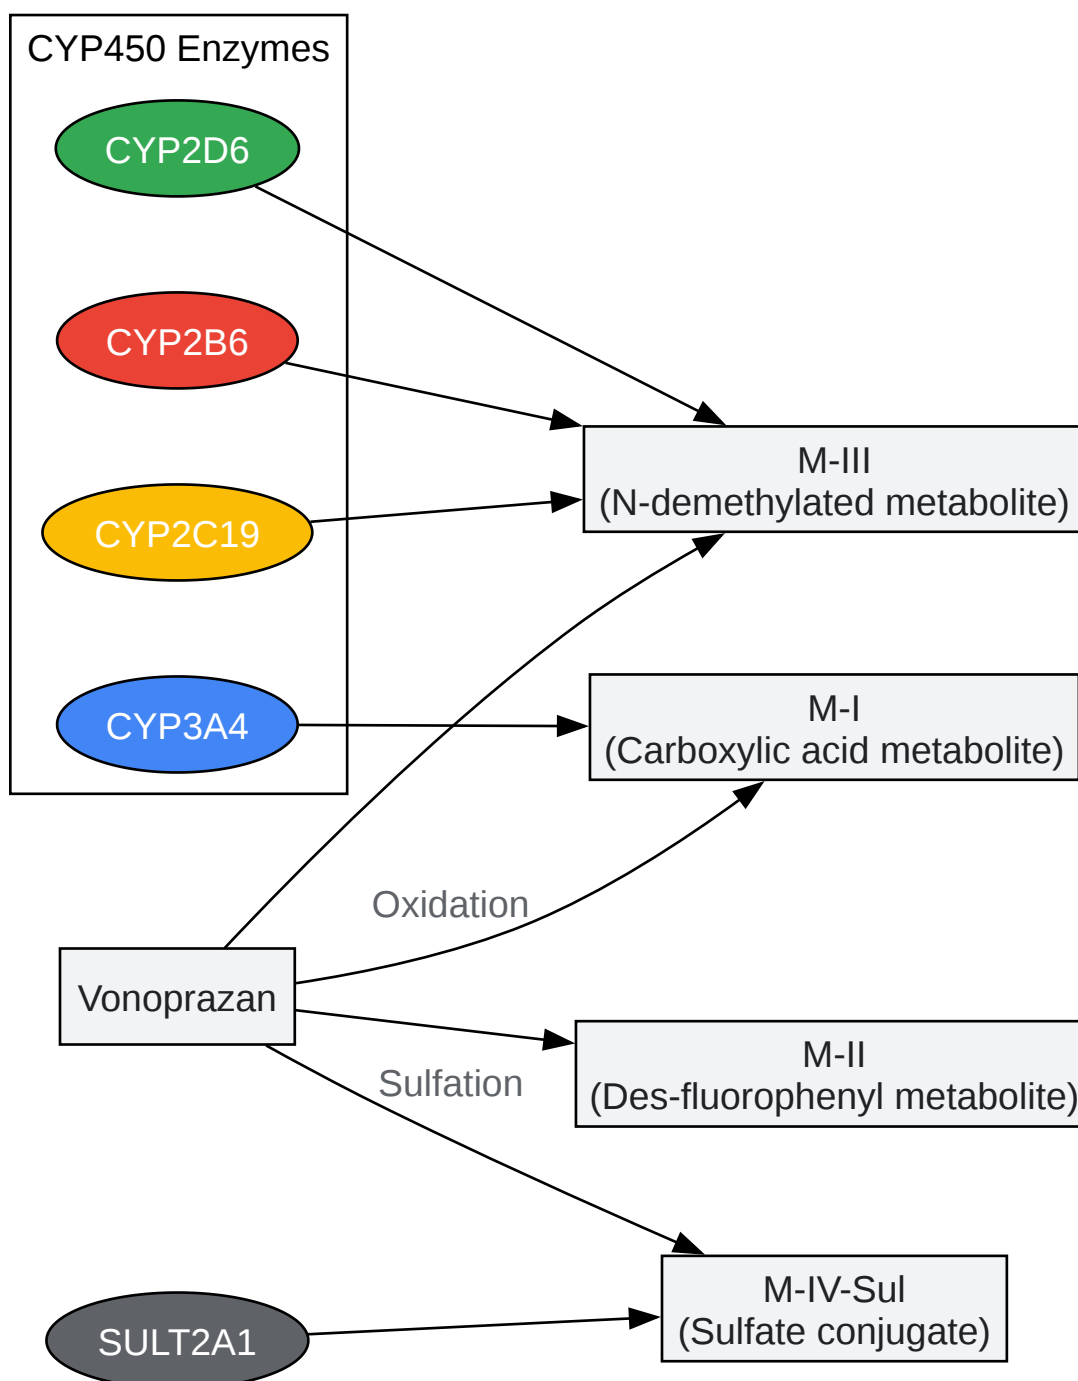 CYP450 Enzymes
CYP2D6
CYP2B6
CYP2C19
CYP3A4
M-III
(N-demethylated metabolite)
M-I
(Carboxylic acid metabolite)
Oxidation
Vonoprazan
M-II
(Des-fluorophenyl metabolite)
Sulfation
M-IV-Sul
(Sulfate conjugate)
SULT2A1